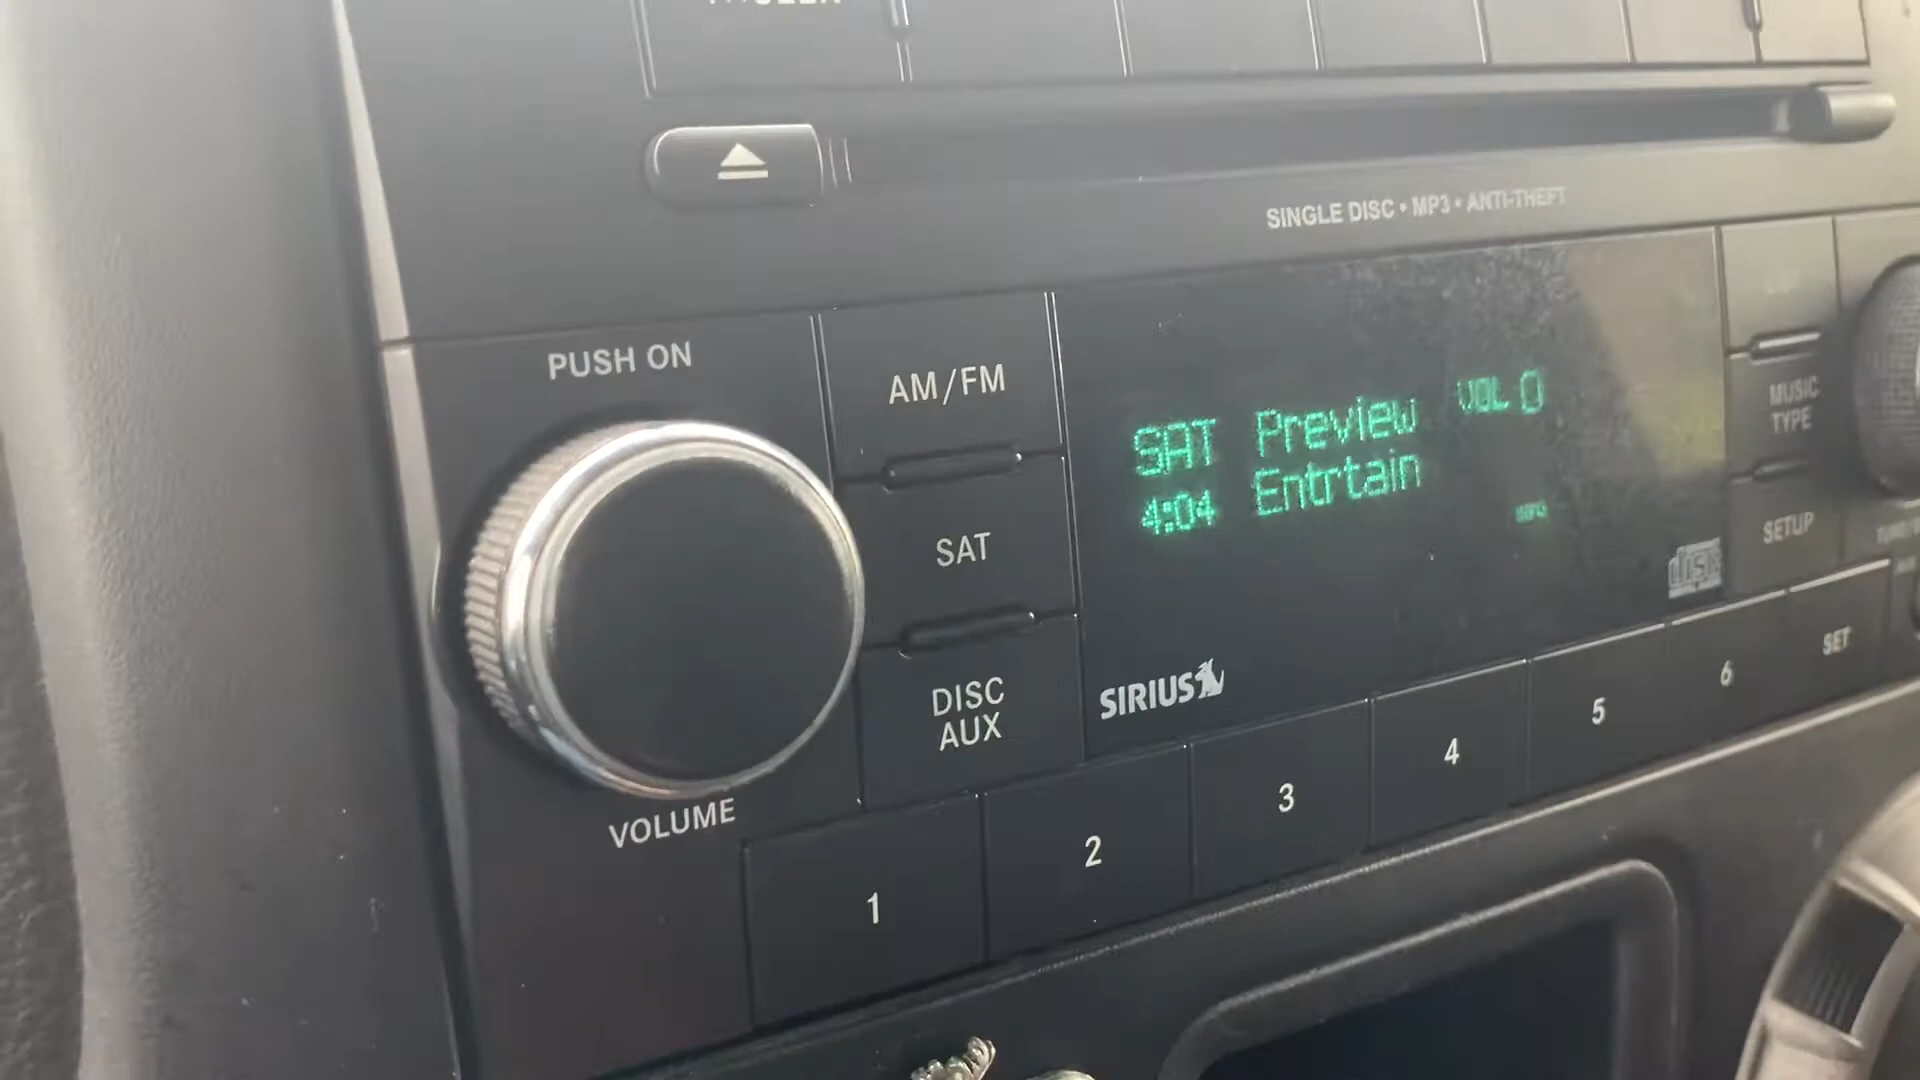 SINGLE DISC • MP3 • ANTI-THEFT
PUSH ON
AM/FM
SAT Preview VOL 0
4:04 Entrtain
MUSIC
TYPE
SAT
SETUP
disc
DISC
AUX
SIRIUS
VOLUME
1
2
3
4
5
6
SET